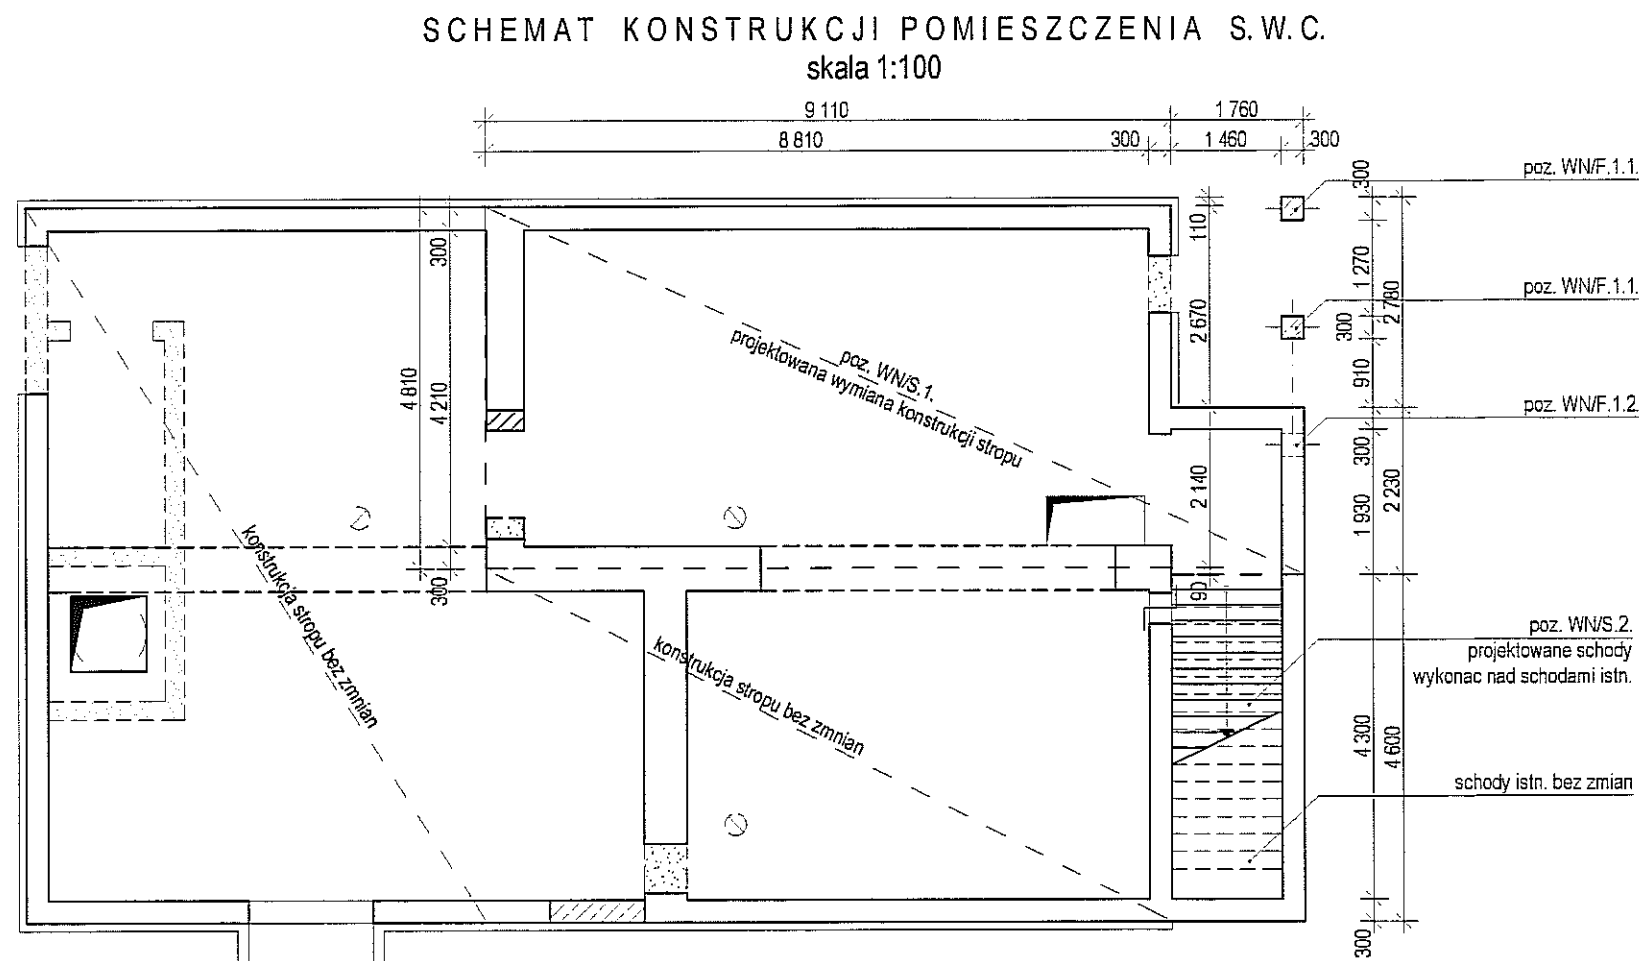 SCHEMAT KONSTRUKCJI POMIESZCZENIA S.W.C.
skala 1:100
9 110
1 760
8 810
300
1 460
300
poz. WN/F.1.1.
300
110
300
1 270
2 780
poz. WN/F.1.1.
300
2 670
910
poz. WN/S.1.
projektowana wymiana konstrukcji stropu
4 810
4 210
poz. WN/F.1.2.
300
2 140
1 930
2 230
300
90
konstrukcja stropu bez zmnian
konstrukcja stropu bez zmnian
poz. WN/S.2.
projektowane schody
wykonac nad schodami istn.
4 300
4 600
schody istn. bez zmian
300